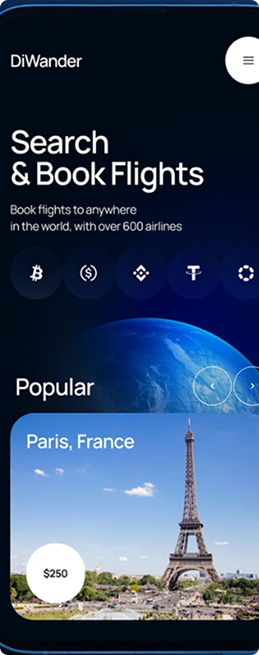 DiWander
Search
& Book Flights
Book flights to anywhere
in the world, with over 600 airlines
Popular
Paris, France
$250